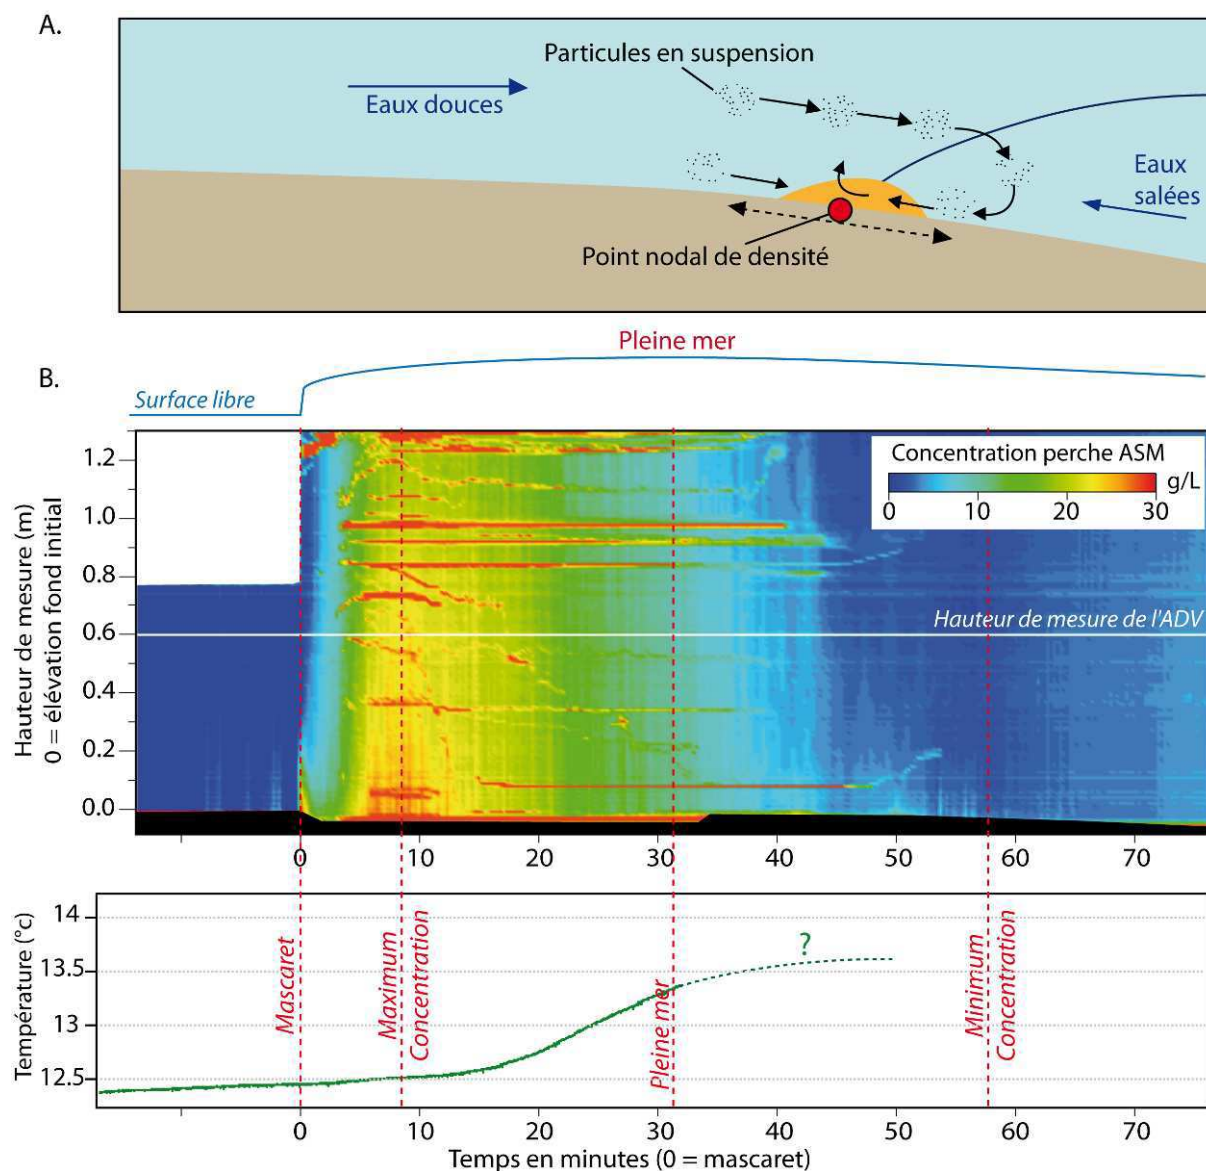 A.
Particules en suspension
Eaux douces
Eaux
salées
Point nodal de densité
Pleine mer
B.
Surface libre
Hauteur de mesure (m)
0 = élévation fond initial
1.2
1.0
0.8
0.6
0.4
0.2
0.0
Concentration perche ASM
g/L
0 10 20 30
Hauteur de mesure de l'ADV
0 10 20 30 40 50 60 70
Température (°c)
14
13.5
13
12.5
Mascaret
Maximum
Concentration
Pleine mer
?
Minimum
Concentration
0 10 20 30 40 50 60 70
Temps en minutes (0 = mascaret)